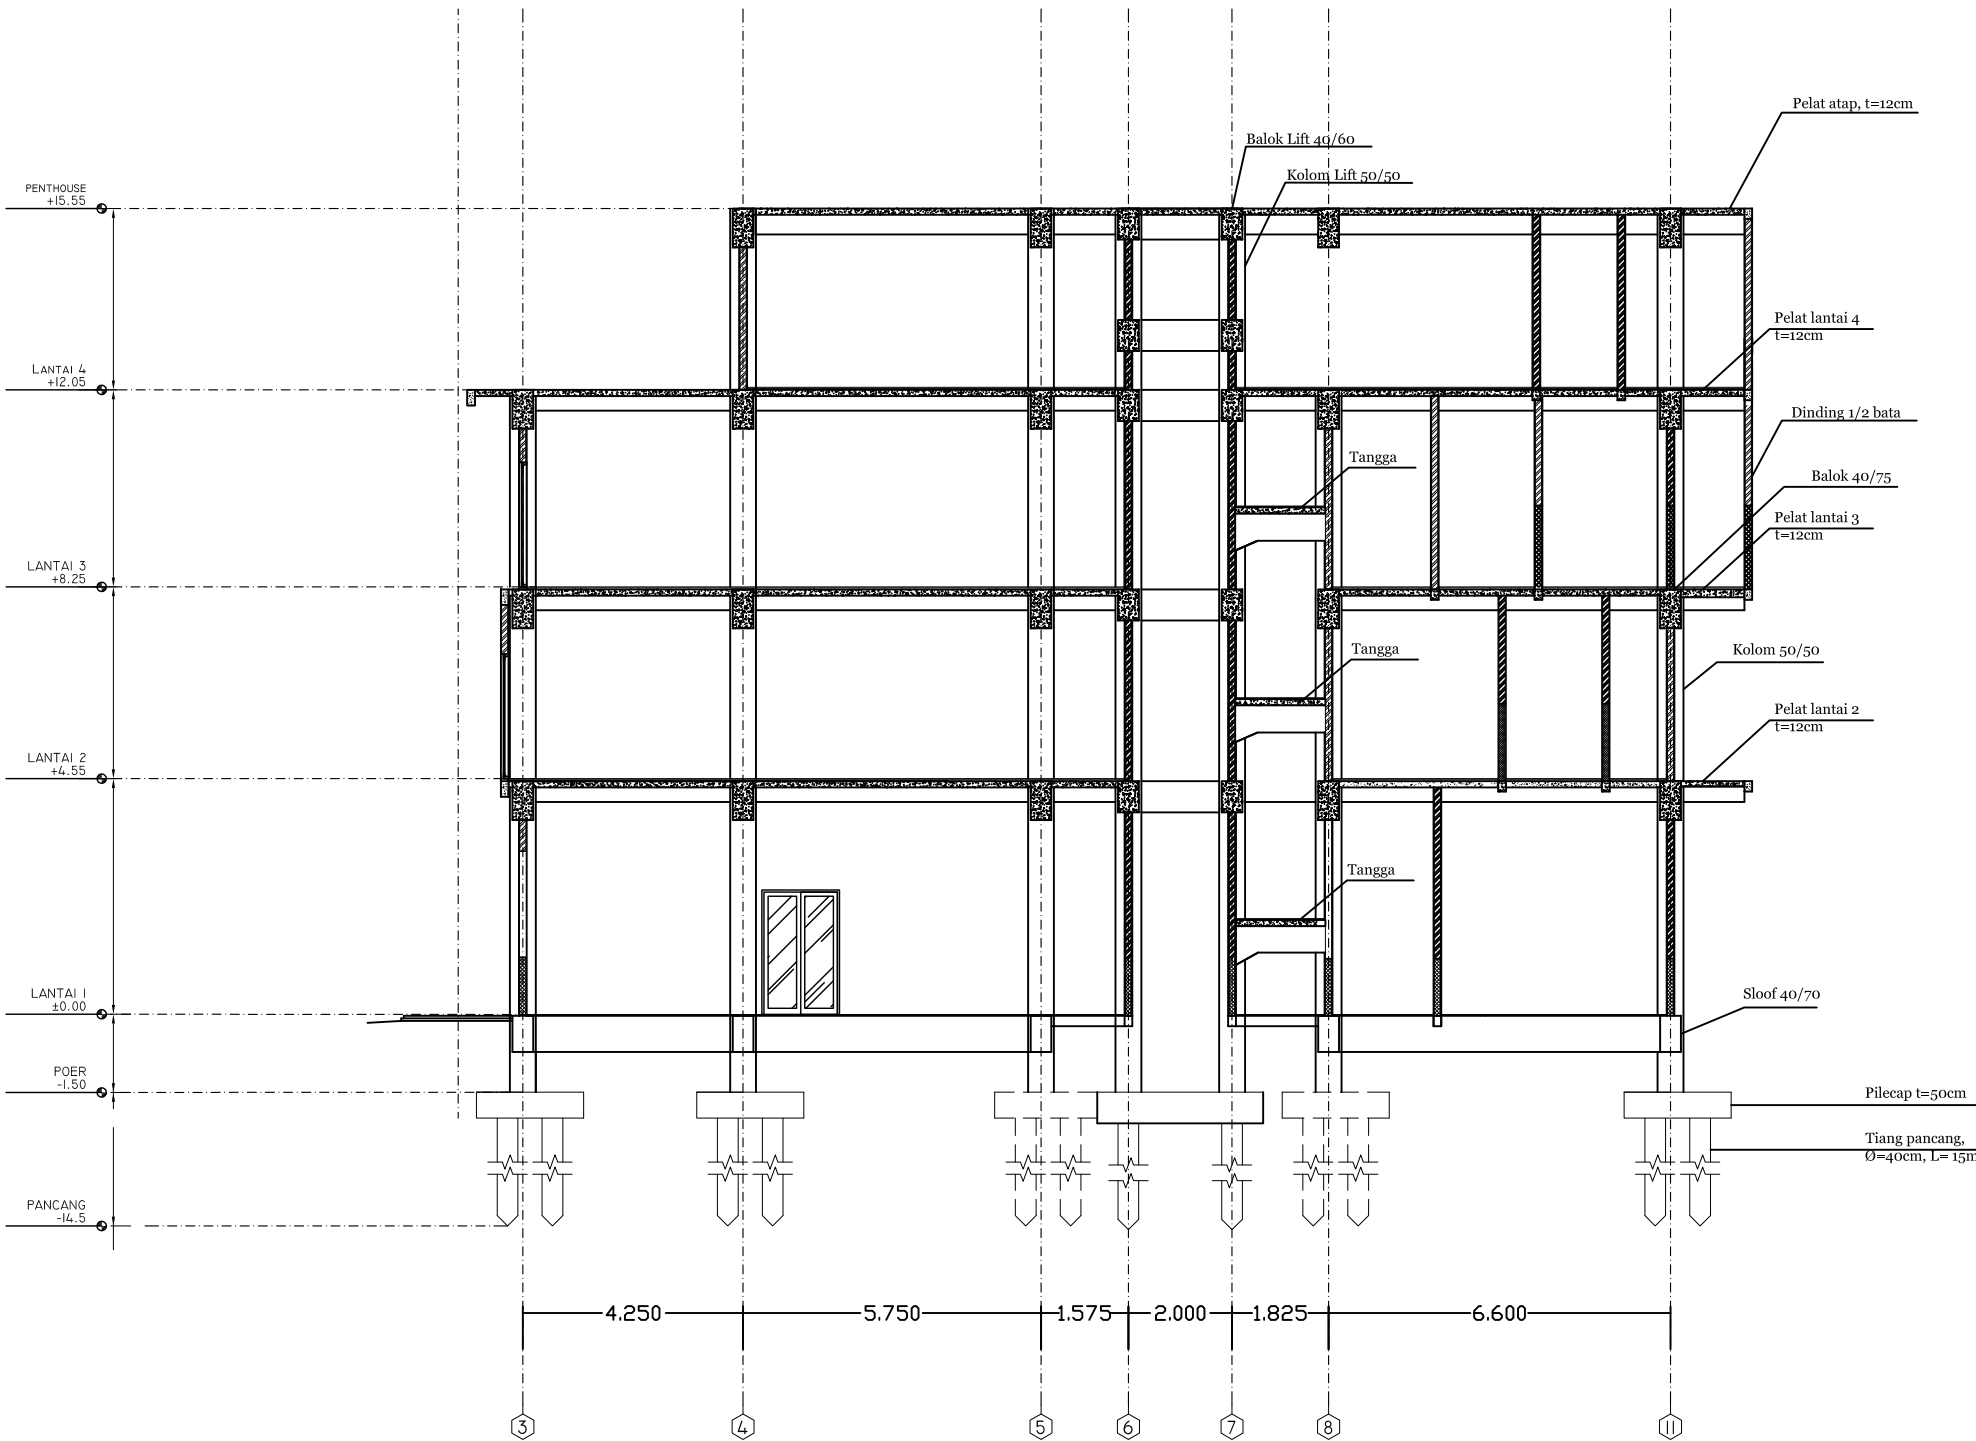 Pelat atap, t=12cm
Balok Lift 40/60
Kolom Lift 50/50
PENTHOUSE
+15.55
Pelat lantai 4
t=12cm
LANTAI 4
+12.05
Dinding 1/2 bata
Tangga
Balok 40/75
Pelat lantai 3
t=12cm
LANTAI 3
+8.25
Tangga
Kolom 50/50
Pelat lantai 2
t=12cm
LANTAI 2
+4.55
Tangga
LANTAI 1
±0.00
Sloof 40/70
POER
-1.50
Pilecap t=50cm
Tiang pancang,
Ø=40cm, L= 15m
PANCANG
-14.5
4.250 5.750 1.575 2.000 1.825 6.600
3 4 5 6 7 8 11